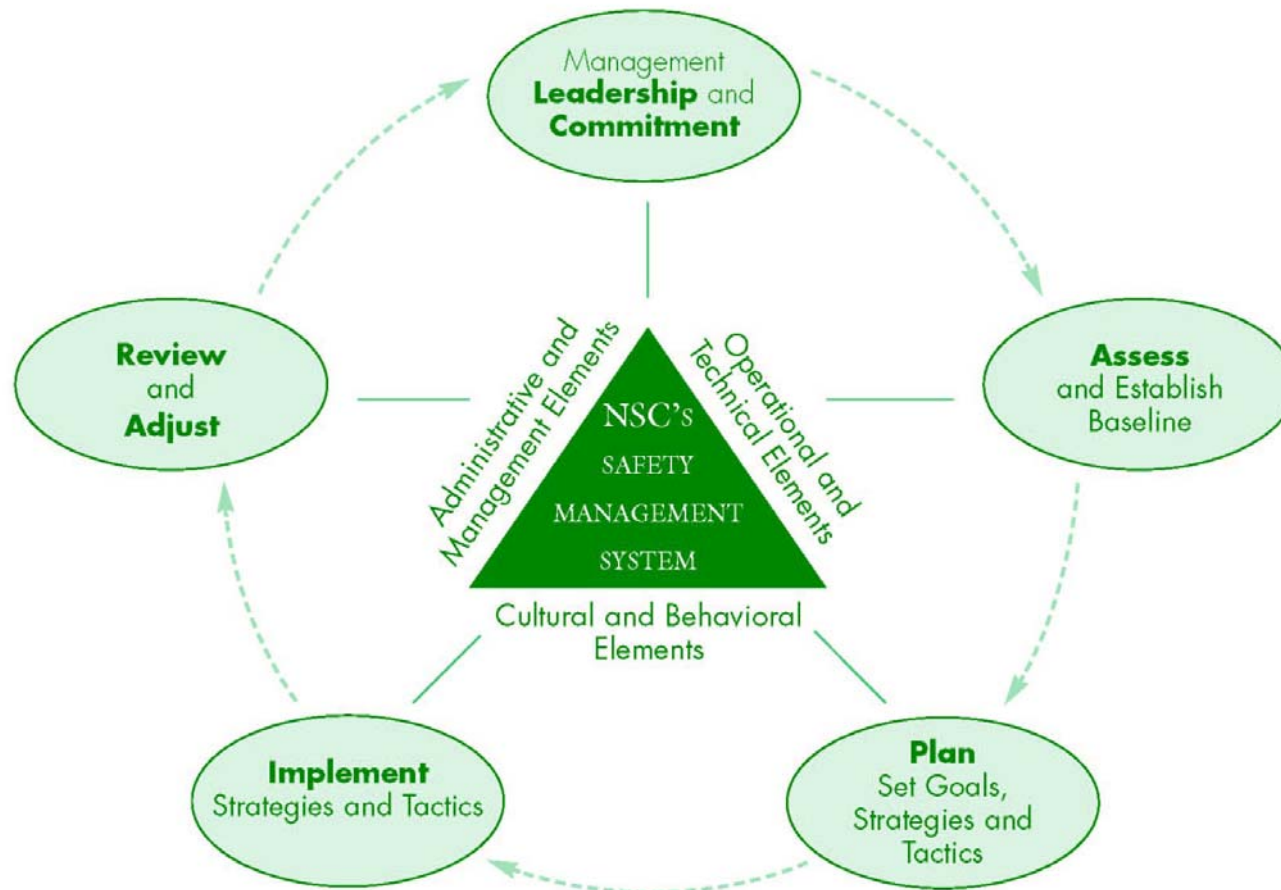 Management
Leadership and
Commitment
Assess
and Establish
Baseline
Plan
Set Goals,
Strategies and
Tactics
Implement
Strategies and Tactics
Review
and
Adjust
Administrative and
Management Elements
Operational and
Technical Elements
NSC's
SAFETY
MANAGEMENT
SYSTEM
Cultural and Behavioral
Elements